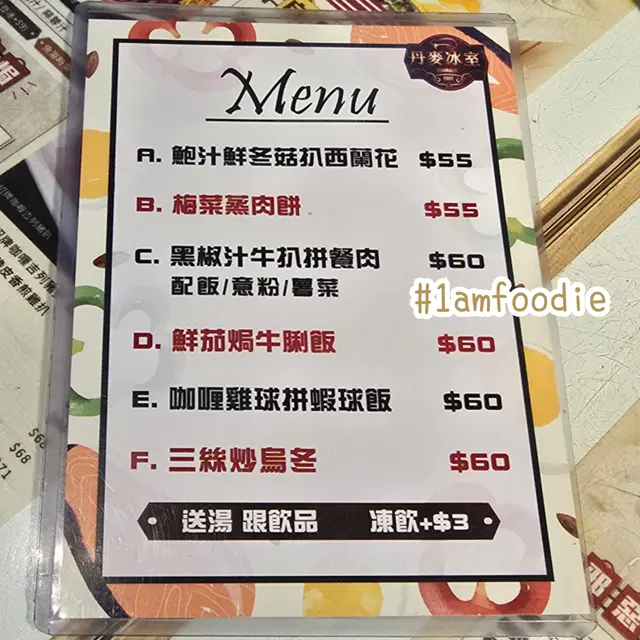 丹麥冰室
Menu
A. 鮑汁鮮冬菇扒西蘭花 $55
B. 梅菜蒸肉餅 $55
C. 黑椒汁牛扒拼餐肉 $60
配飯/意粉/薯菜
#1amfoodie
D. 鮮茄焗牛脷飯 $60
E. 咖喱雞球拼蝦球飯 $60
F. 三絲炒烏冬 $60
送湯 跟飲品 凍飲+$3
$68
$68